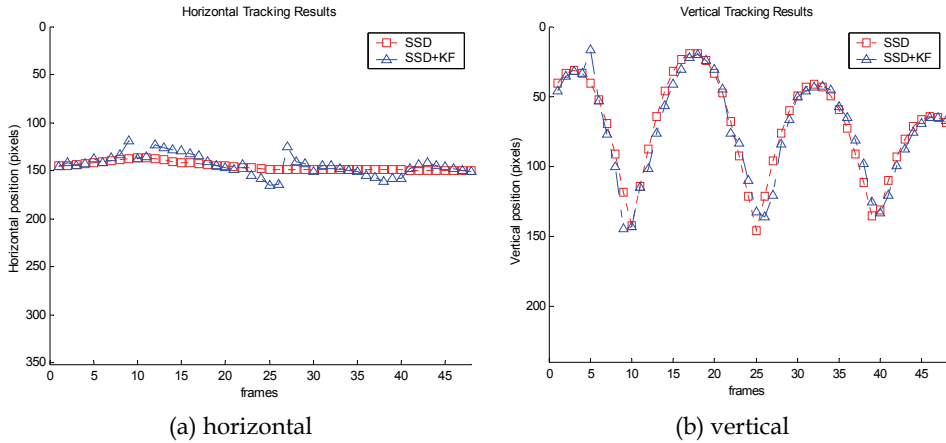 Horizontal Tracking Results
SSD
SSD+KF
Horizontal position (pixels)
0
50
100
150
200
250
300
350
0 5 10 15 20 25 30 35 40 45
frames
(a) horizontal
Vertical Tracking Results
SSD
SSD+KF
Vertical position (pixels)
0
50
100
150
200
0 5 10 15 20 25 30 35 40 45
frames
(b) vertical